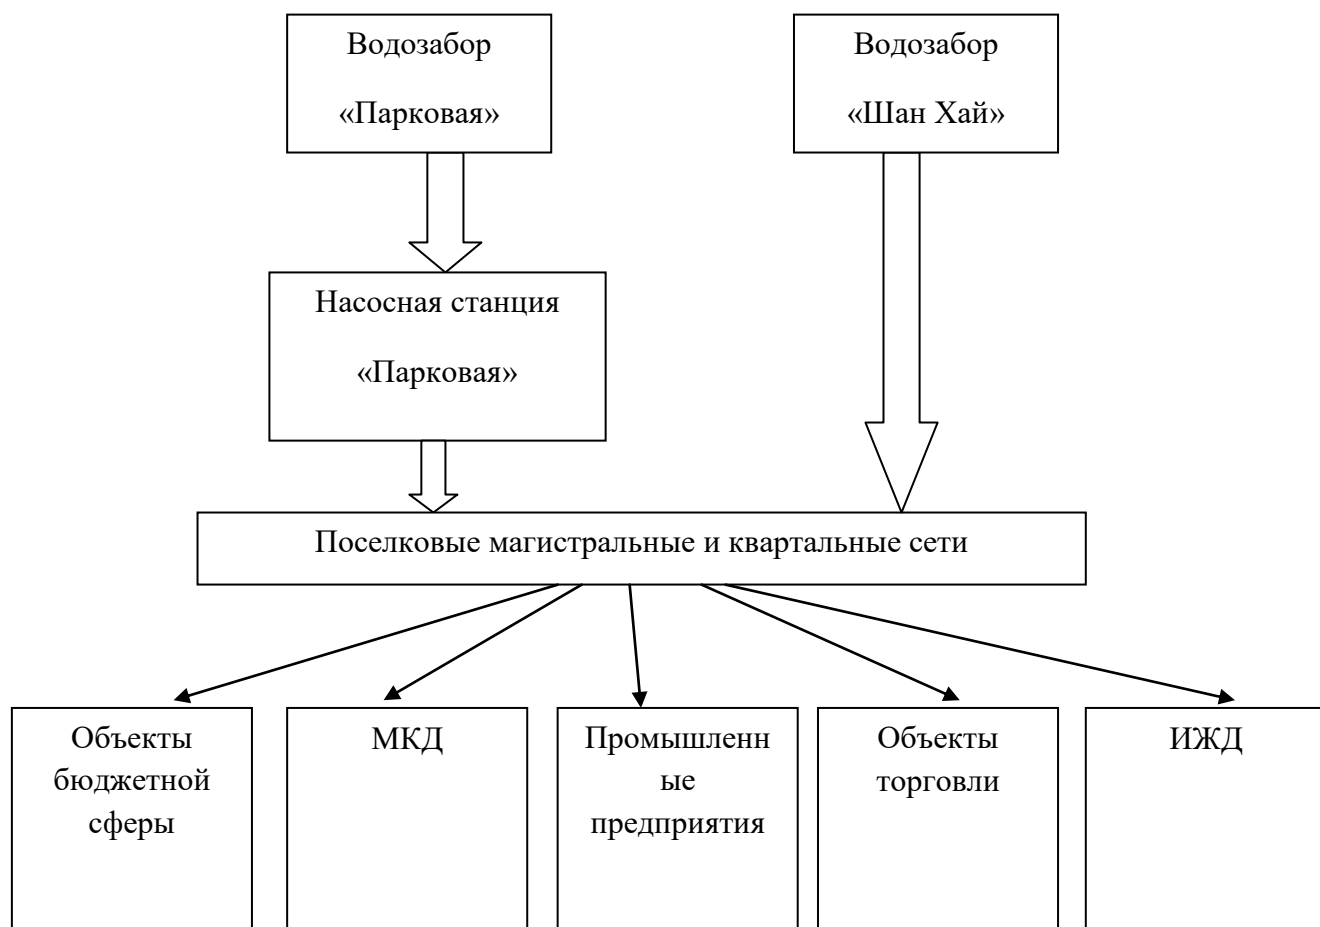 Водозабор
«Парковая»
Водозабор
«Шан Хай»
Насосная станция
«Парковая»
Поселковые магистральные и квартальные сети
Объекты
бюджетной
сферы
МКД
Промышленн
ые
предприятия
Объекты
торговли
ИЖД